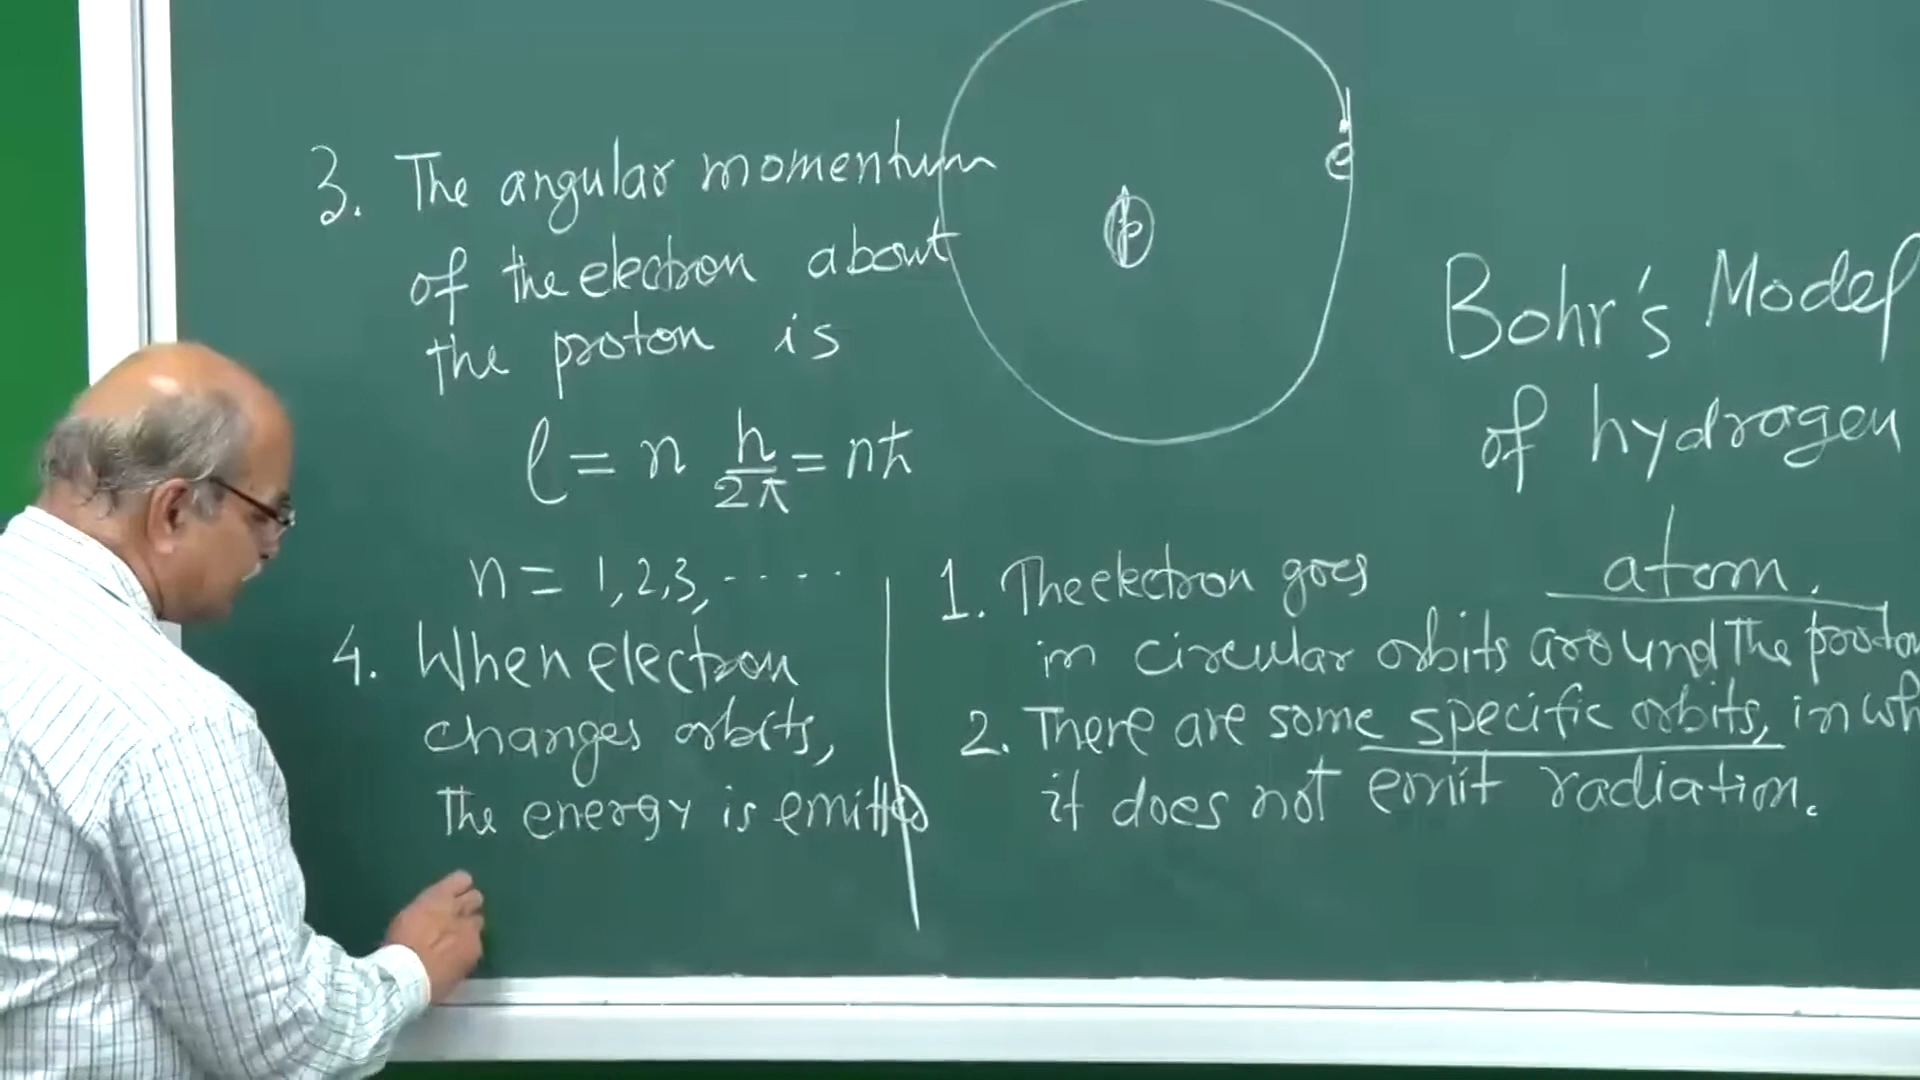 Bohr's Model
of hydrogen
atom.
1. The electron goes
in circular orbits around The proton
2. There are some specific orbits, in
it does not emit radiation.
3. The angular momentum
of the electron about
the proton is
l = n h/2π = nħ
n = 1,2,3, - - - -
4. When electron
changes orbits,
the energy is emitted
p
e